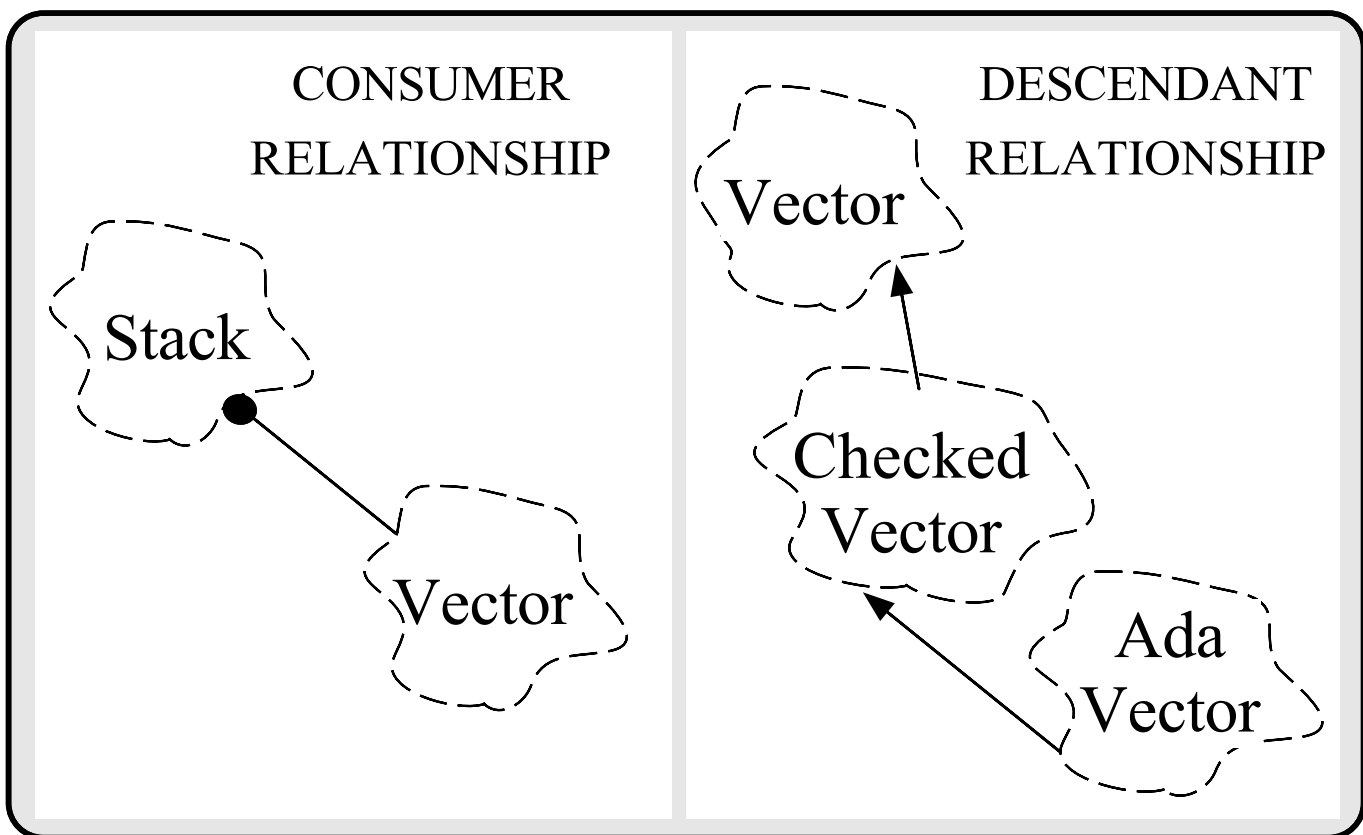 CONSUMER
RELATIONSHIP
Stack
Vector
DESCENDANT
RELATIONSHIP
Vector
Checked
Vector
Ada
Vector